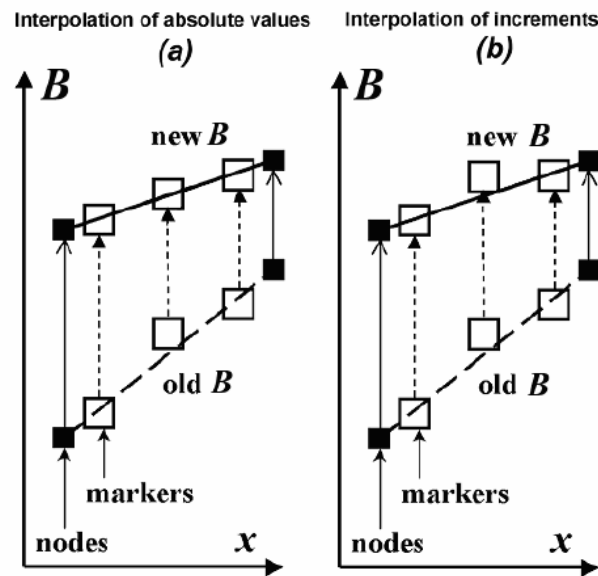 Interpolation of absolute values
(a)
B
new B
old B
markers
nodes
x
Interpolation of increments
(b)
B
new B
old B
markers
nodes
x